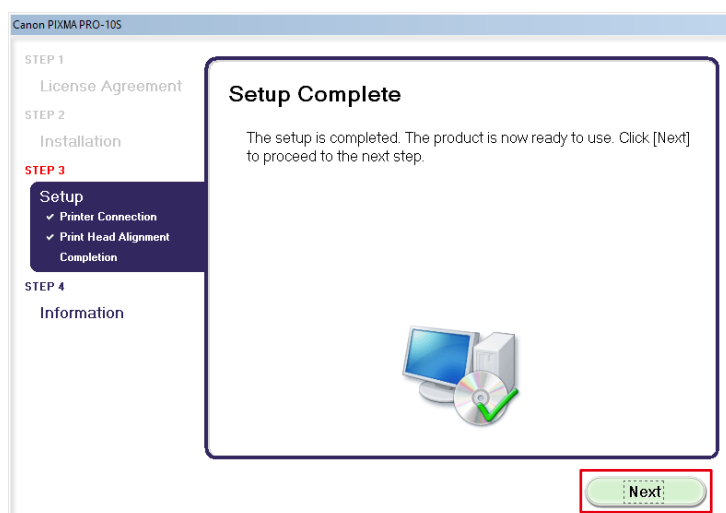 Canon PIXMA PRO-10S
STEP 1
License Agreement
STEP 2
Installation
STEP 3
Setup
Printer Connection
Print Head Alignment
Completion
STEP 4
Information
Setup Complete
The setup is completed. The product is now ready to use. Click [Next]
to proceed to the next step.
Next